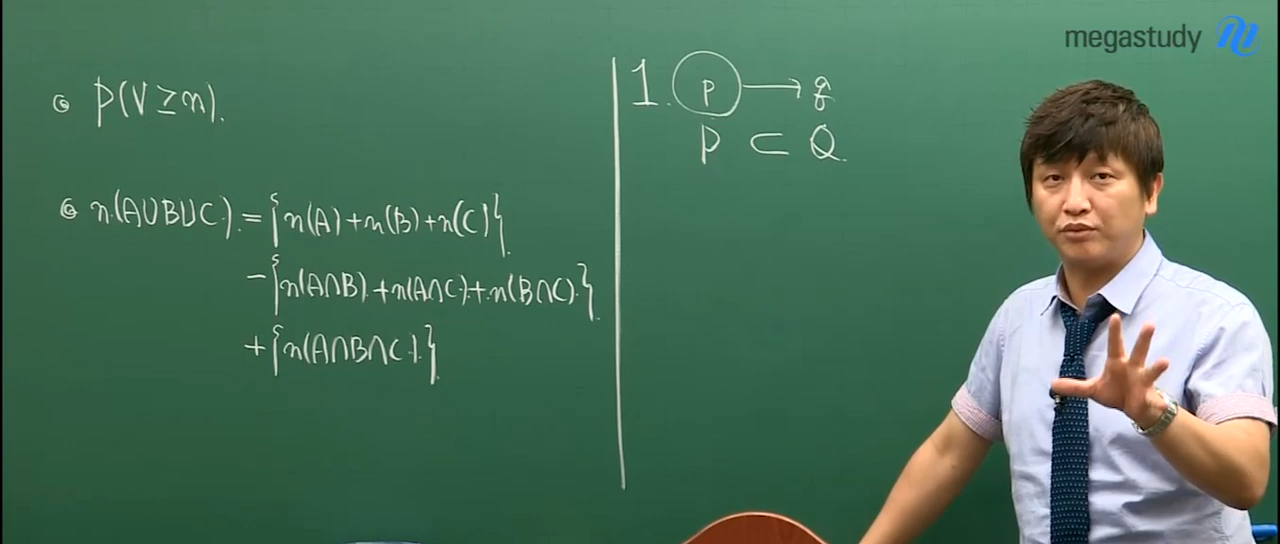 megastudy
P(V ≥ n).
n(A∪B∪C). = {n(A)+n(B)+n(C)}
-{n(A∩B).+n(A∩C).+n(B∩C).}
+{n(A∩B∩C).}
1. p → q
P ⊂ Q.